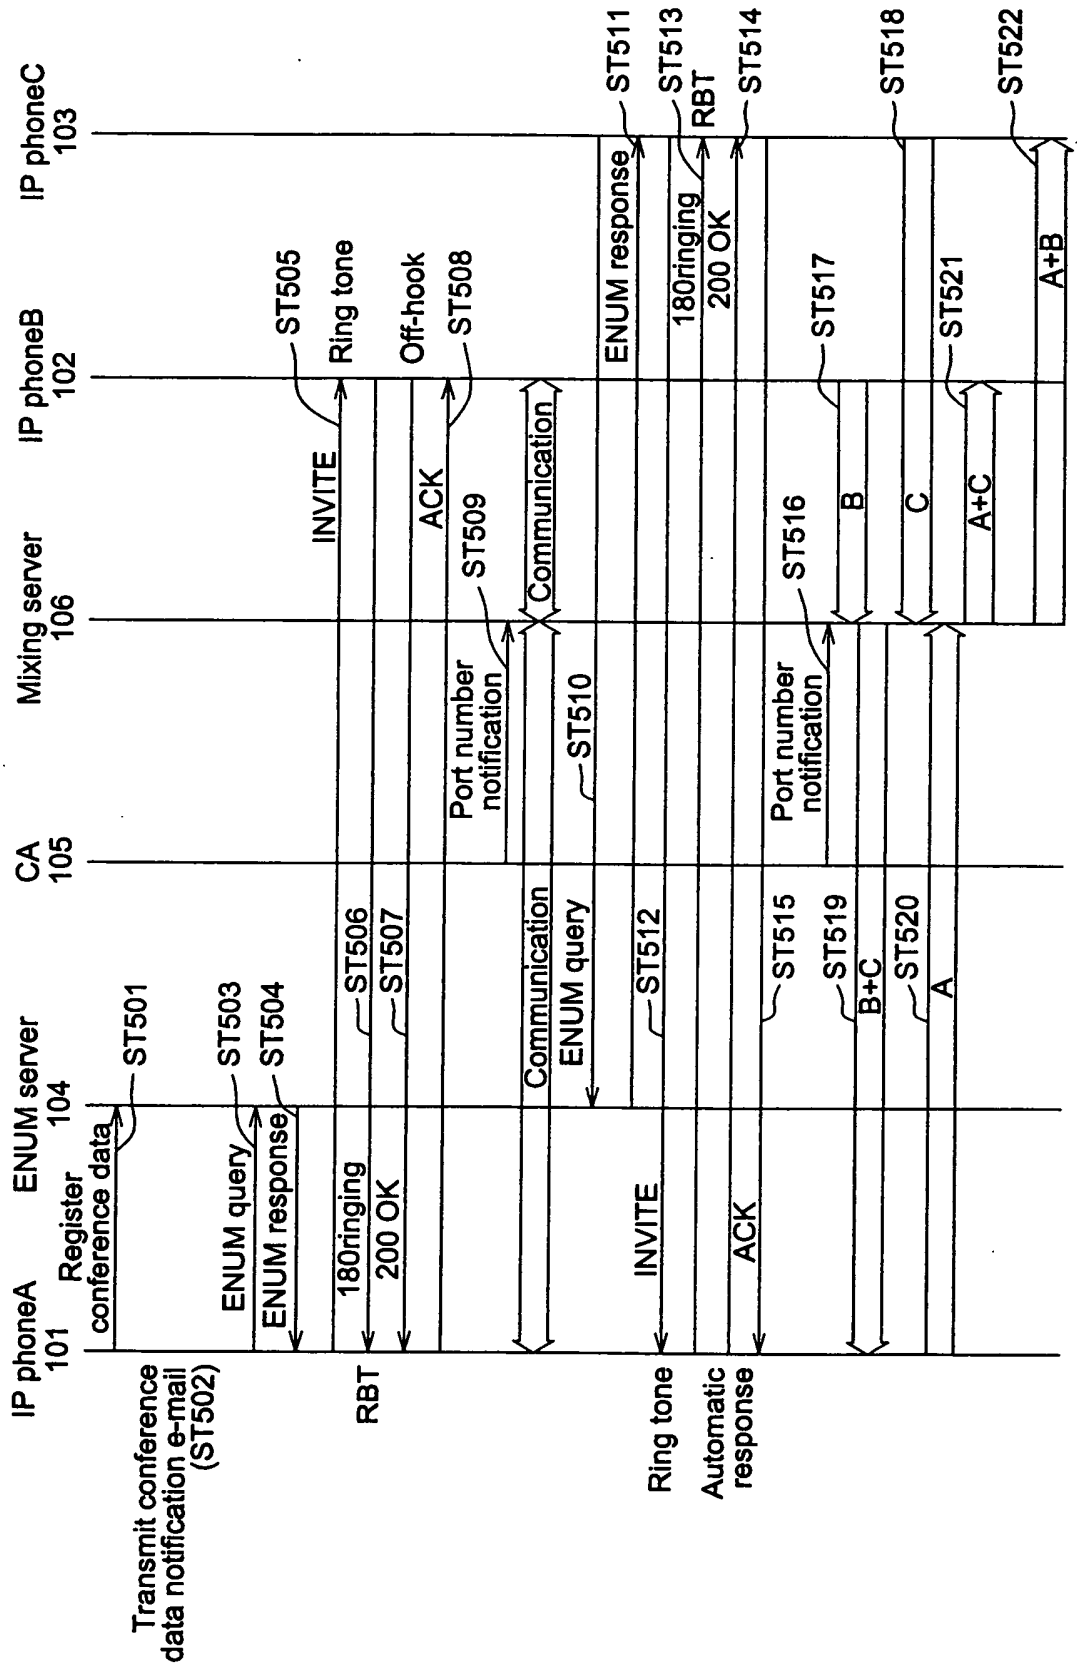 IP phoneA
101
ENUM server
104
CA
105
Mixing server
106
IP phoneB
102
IP phoneC
103
Register
conference data
ST501
Transmit conference
data notification e-mail
(ST502)
ENUM query
ST503
ENUM response
ST504
INVITE
ST505
Ring tone
180ringing
ST506
RBT
200 OK
ST507
Off-hook
ACK
ST508
Port number
notification
ST509
Communication
Communication
ENUM query
ST510
ENUM response
ST511
INVITE
ST512
Ring tone
180ringing
ST513
RBT
Automatic
response
200 OK
ST514
ACK
ST515
Port number
notification
ST516
B
ST517
C
ST518
B+C
ST519
A
ST520
A+C
ST521
A+B
ST522